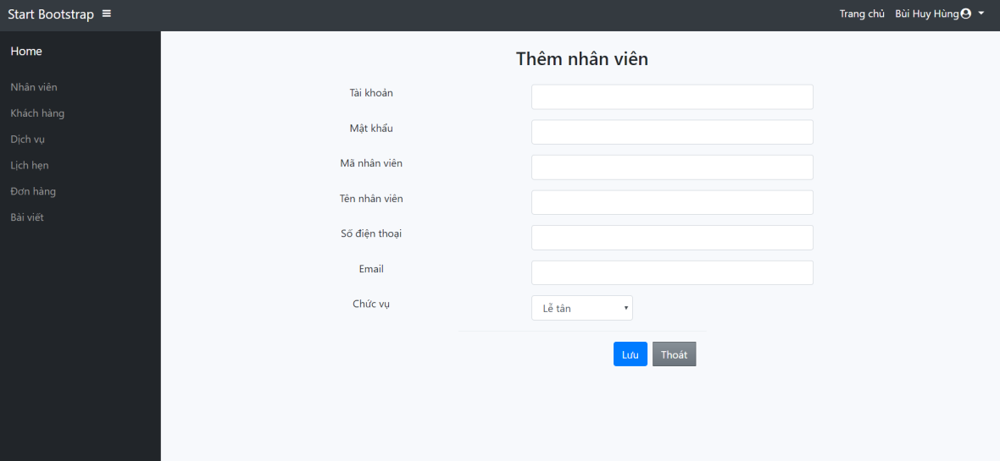 Start Bootstrap
Trang chủ Bùi Huy Hùng
Home
Nhân viên
Khách hàng
Dịch vụ
Lịch hẹn
Đơn hàng
Bài viết
Thêm nhân viên
Tài khoản
Mật khẩu
Mã nhân viên
Tên nhân viên
Số điện thoại
Email
Chức vụ
Lễ tân
Lưu Thoát